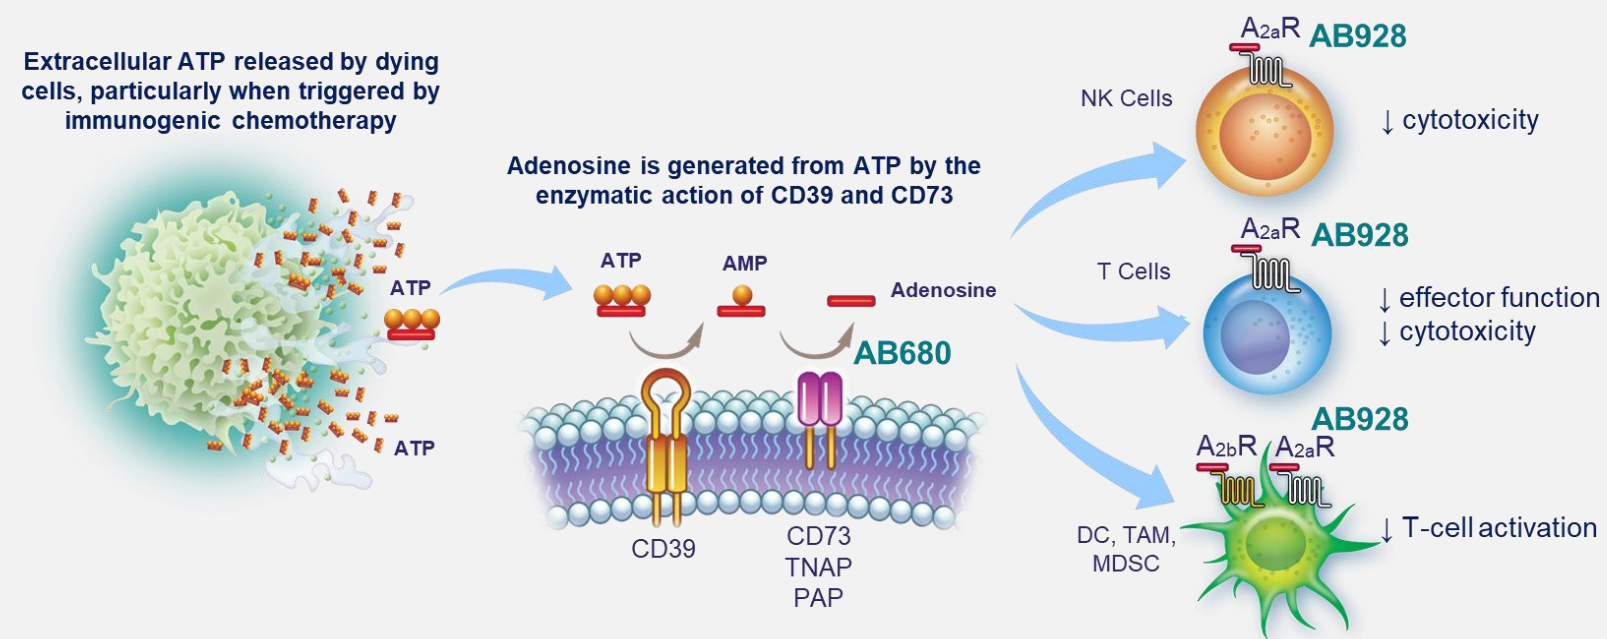 Extracellular ATP released by dying
cells, particularly when triggered by
immunogenic chemotherapy
ATP
ATP
Adenosine is generated from ATP by the
enzymatic action of CD39 and CD73
ATP
AMP
Adenosine
AB680
CD39
CD73
TNAP
PAP
A2aR AB928
NK Cells
↓ cytotoxicity
A2aR AB928
T Cells
↓ effector function
↓ cytotoxicity
AB928
A2bR A2aR
DC, TAM,
MDSC
↓ T-cell activation